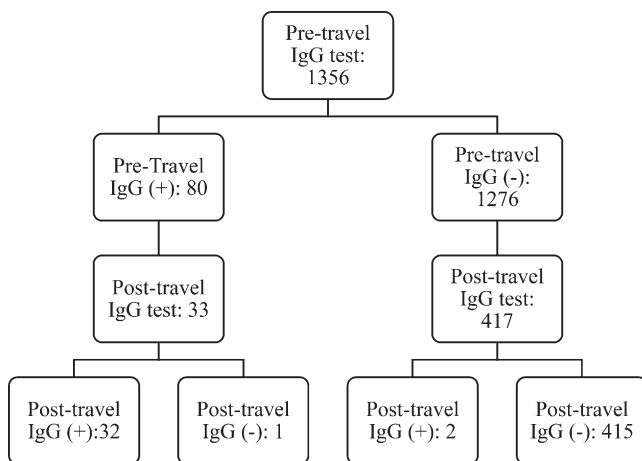 Pre-travel
IgG test:
1356
Pre-Travel
IgG (+): 80
Pre-travel
IgG (-):
1276
Post-travel
IgG test: 33
Post-travel
IgG test:
417
Post-travel
IgG (+):32
Post-travel
IgG (-): 1
Post-travel
IgG (+): 2
Post-travel
IgG (-): 415